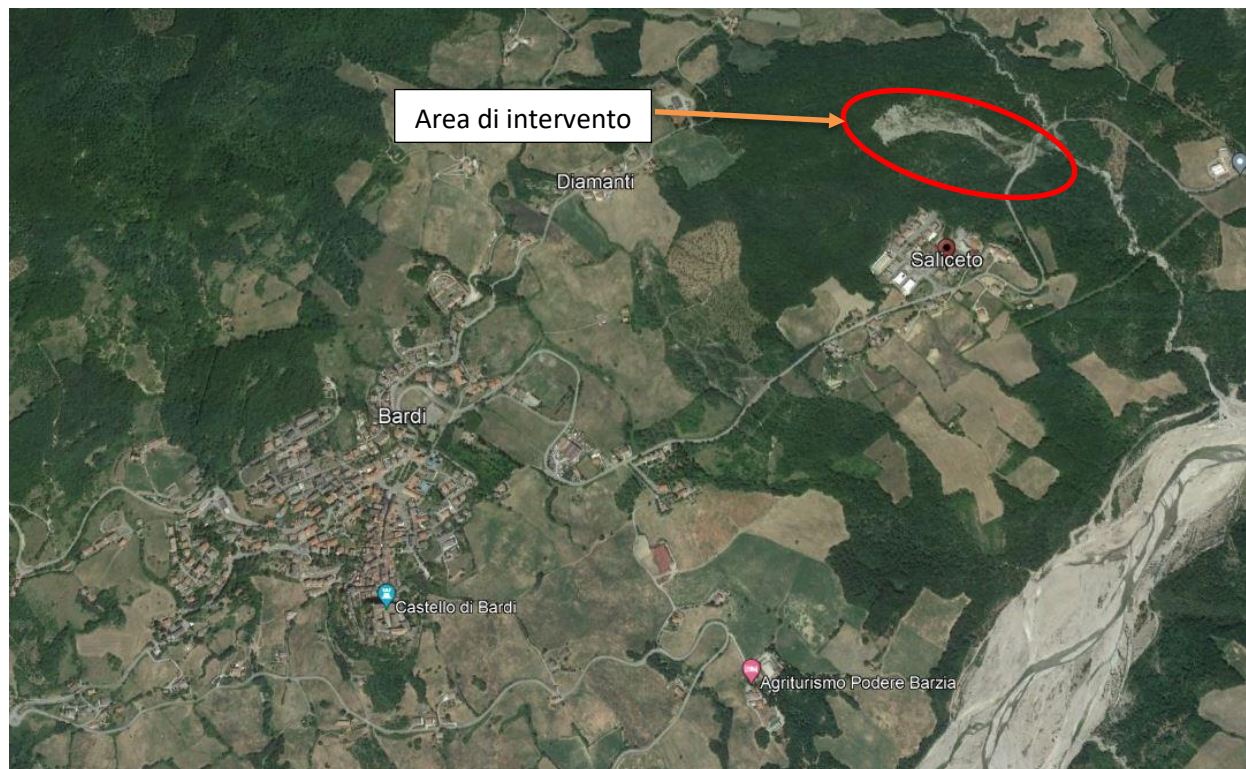 Area di intervento
Diamanti
Saliceto
Bardi
Castello di Bardi
Agriturismo Podere Barzia